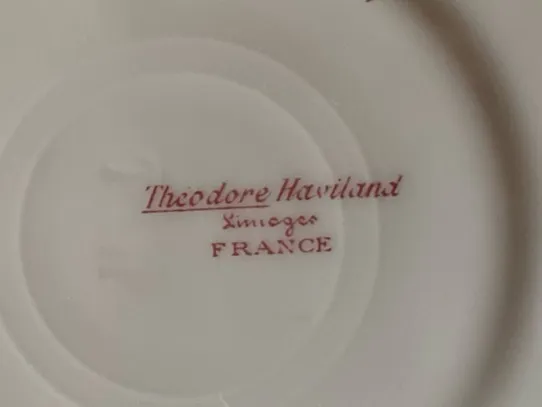 Theodore Haviland
Limoges
FRANCE